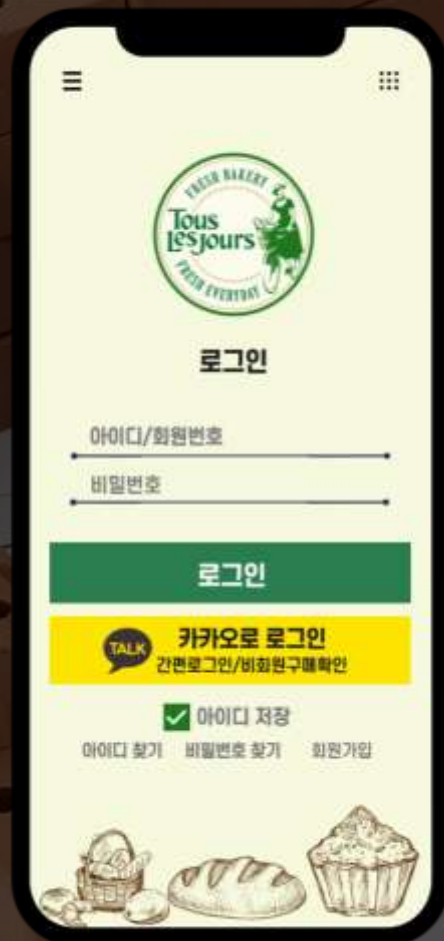 FRESH BAKERY
Tous
Les Jours
FRESH EVERYDAY
로그인
아이디/회원번호
비밀번호
로그인
TALK 카카오로 로그인
간편로그인/비회원구매확인
아이디 저장
아이디 찾기 비밀번호 찾기 회원가입